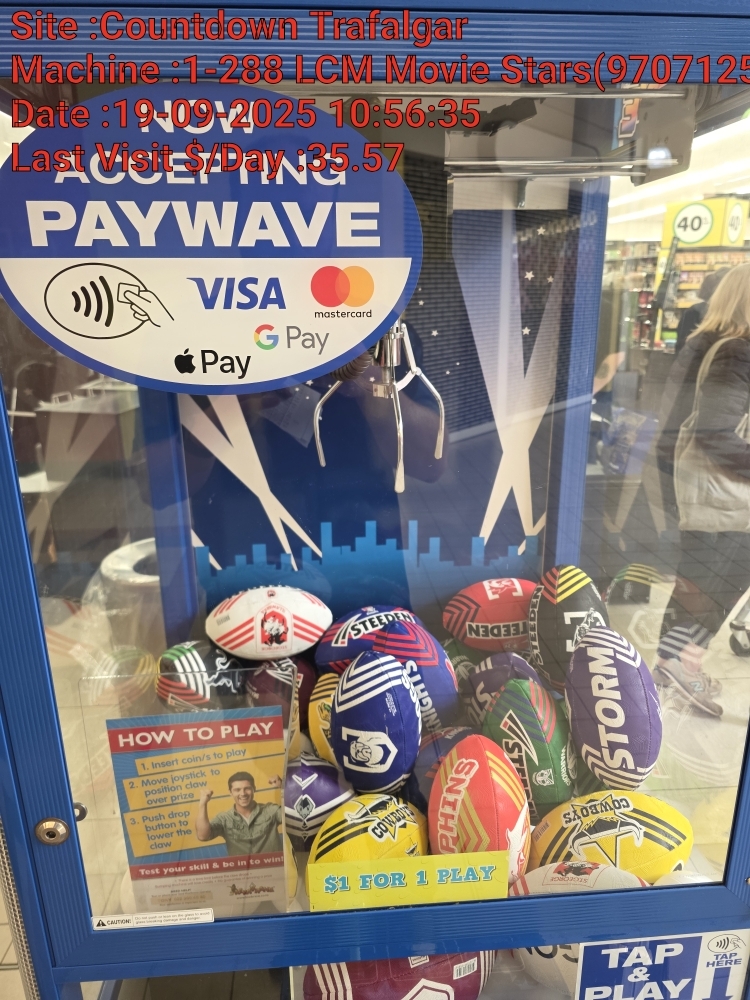 Site :Countdown Trafalgar
Machine :1-288 LCM Movie Stars(9707125
Date :19-09-2025 10:56:35
Last Visit $/Day :35.57
NOW
ACCEPTING
PAYWAVE
VISA
mastercard
G Pay
Pay
40%
STEEDEN
STEEDEN
KNIGHTS
STORM
PHINS
COWBOYS
COWBOYS
HOW TO PLAY
1. Insert coin/s to play
2. Move joystick to
position claw
over prize
3. Push drop
button to
lower the
claw
Test your skill & be in to win!
$1 FOR 1 PLAY
CAUTION:
TAP
&
PLAY
TAP
HERE